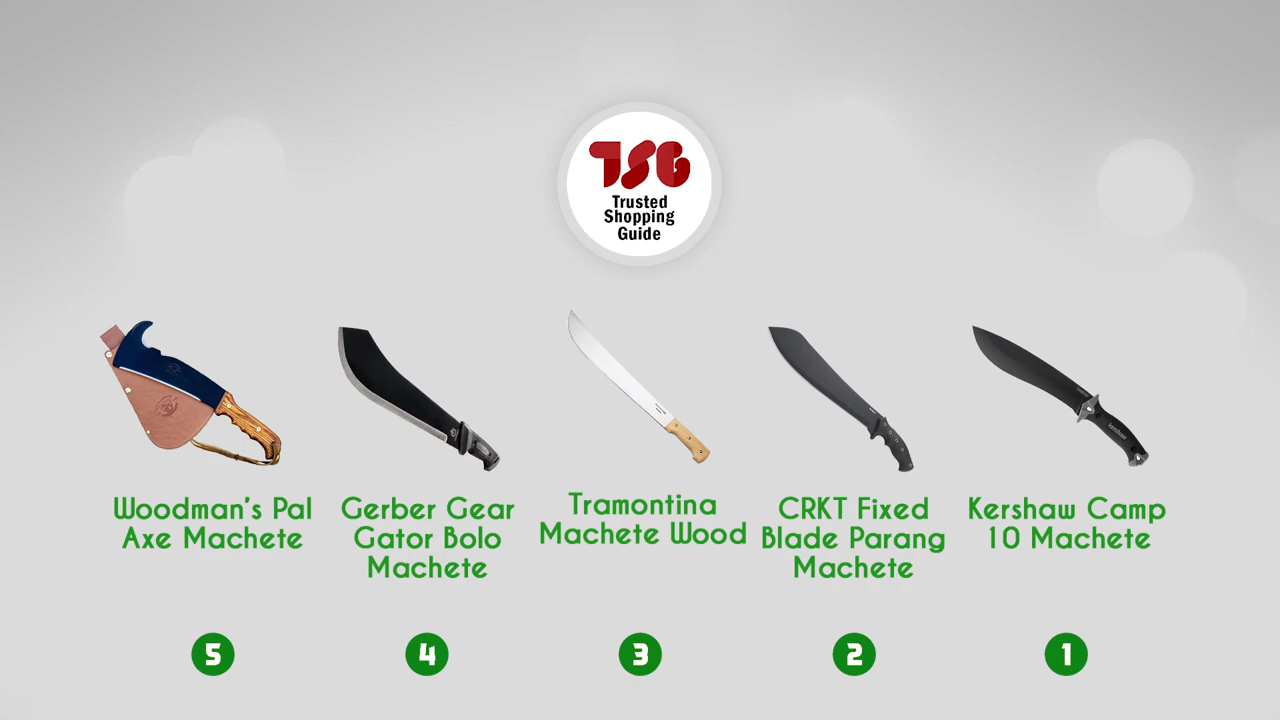 TSG
Trusted
Shopping
Guide
Woodman's Pal
Axe Machete
Gerber Gear
Gator Bolo
Machete
Tramontina
Machete Wood
CRKT Fixed
Blade Parang
Machete
Kershaw Camp
10 Machete
kershaw
5
4
3
2
1